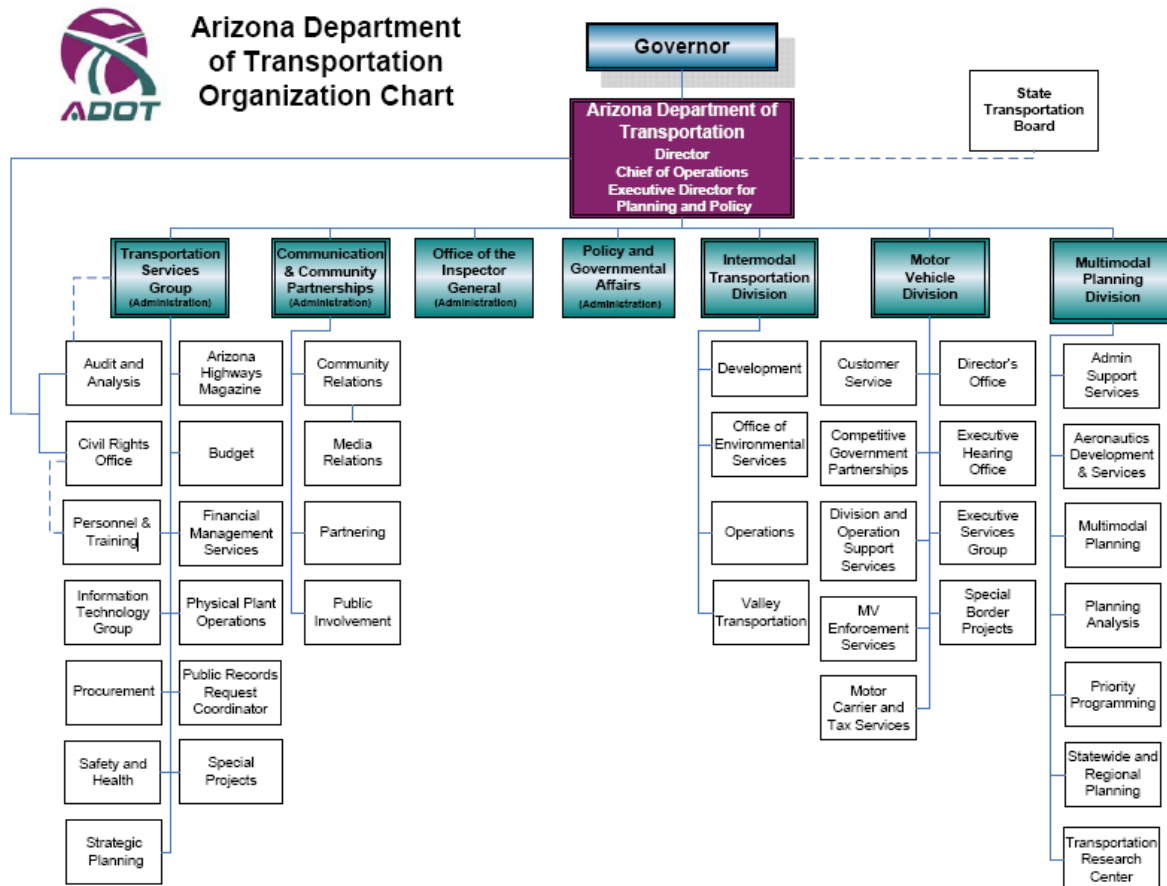 Arizona Department
of Transportation
Organization Chart
ADOT
Governor
State
Transportation
Board
Arizona Department of
Transportation
Director
Chief of Operations
Executive Director for
Planning and Policy
Transportation
Services
Group
(Administration)
Communication
& Community
Partnerships
(Administration)
Office of the
Inspector
General
(Administration)
Policy and
Governmental
Affairs
(Administration)
Intermodal
Transportation
Division
Motor
Vehicle
Division
Multimodal
Planning
Division
Audit and
Analysis
Civil Rights
Office
Personnel &
Training
Information
Technology
Group
Procurement
Safety and
Health
Strategic
Planning
Arizona
Highways
Magazine
Budget
Financial
Management
Services
Physical Plant
Operations
Public Records
Request
Coordinator
Special
Projects
Community
Relations
Media
Relations
Partnering
Public
Involvement
Development
Office of
Environmental
Services
Operations
Valley
Transportation
Customer
Service
Competitive
Government
Partnerships
Division and
Operation
Support
Services
MV
Enforcement
Services
Motor
Carrier and
Tax Services
Director's
Office
Executive
Hearing
Office
Executive
Services
Group
Special
Border
Projects
Admin
Support
Services
Aeronautics
Development
& Services
Multimodal
Planning
Planning
Analysis
Priority
Programming
Statewide and
Regional
Planning
Transportation
Research
Center